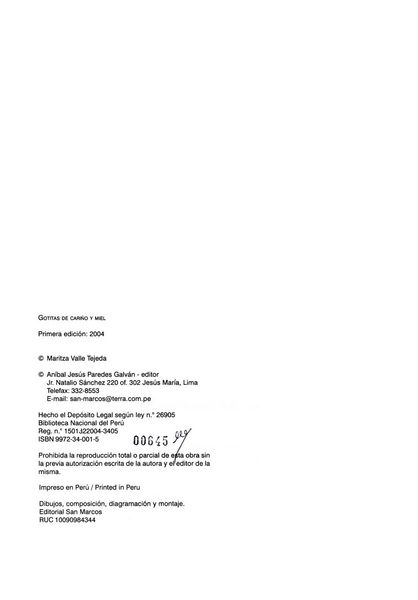 GOTITAS DE CARIÑO Y MIEL
Primera edición: 2004
© Maritza Valle Tejeda
© Aníbal Jesús Paredes Galván - editor
Jr. Natalio Sánchez 220 of. 302 Jesús María, Lima
Telefax: 332-8553
E-mail: san-marcos@terra.com.pe
Hecho el Depósito Legal según ley n.° 26905
Biblioteca Nacional del Perú
Reg. n.° 1501322004-3405
ISBN 9972-34-001-5
00645
Prohibida la reproducción total o parcial de esta obra sin
la previa autorización escrita de la autora y el editor de la
misma.
Impreso en Perú / Printed in Peru
Dibujos, composición, diagramación y montaje.
Editorial San Marcos
RUC 10090984344